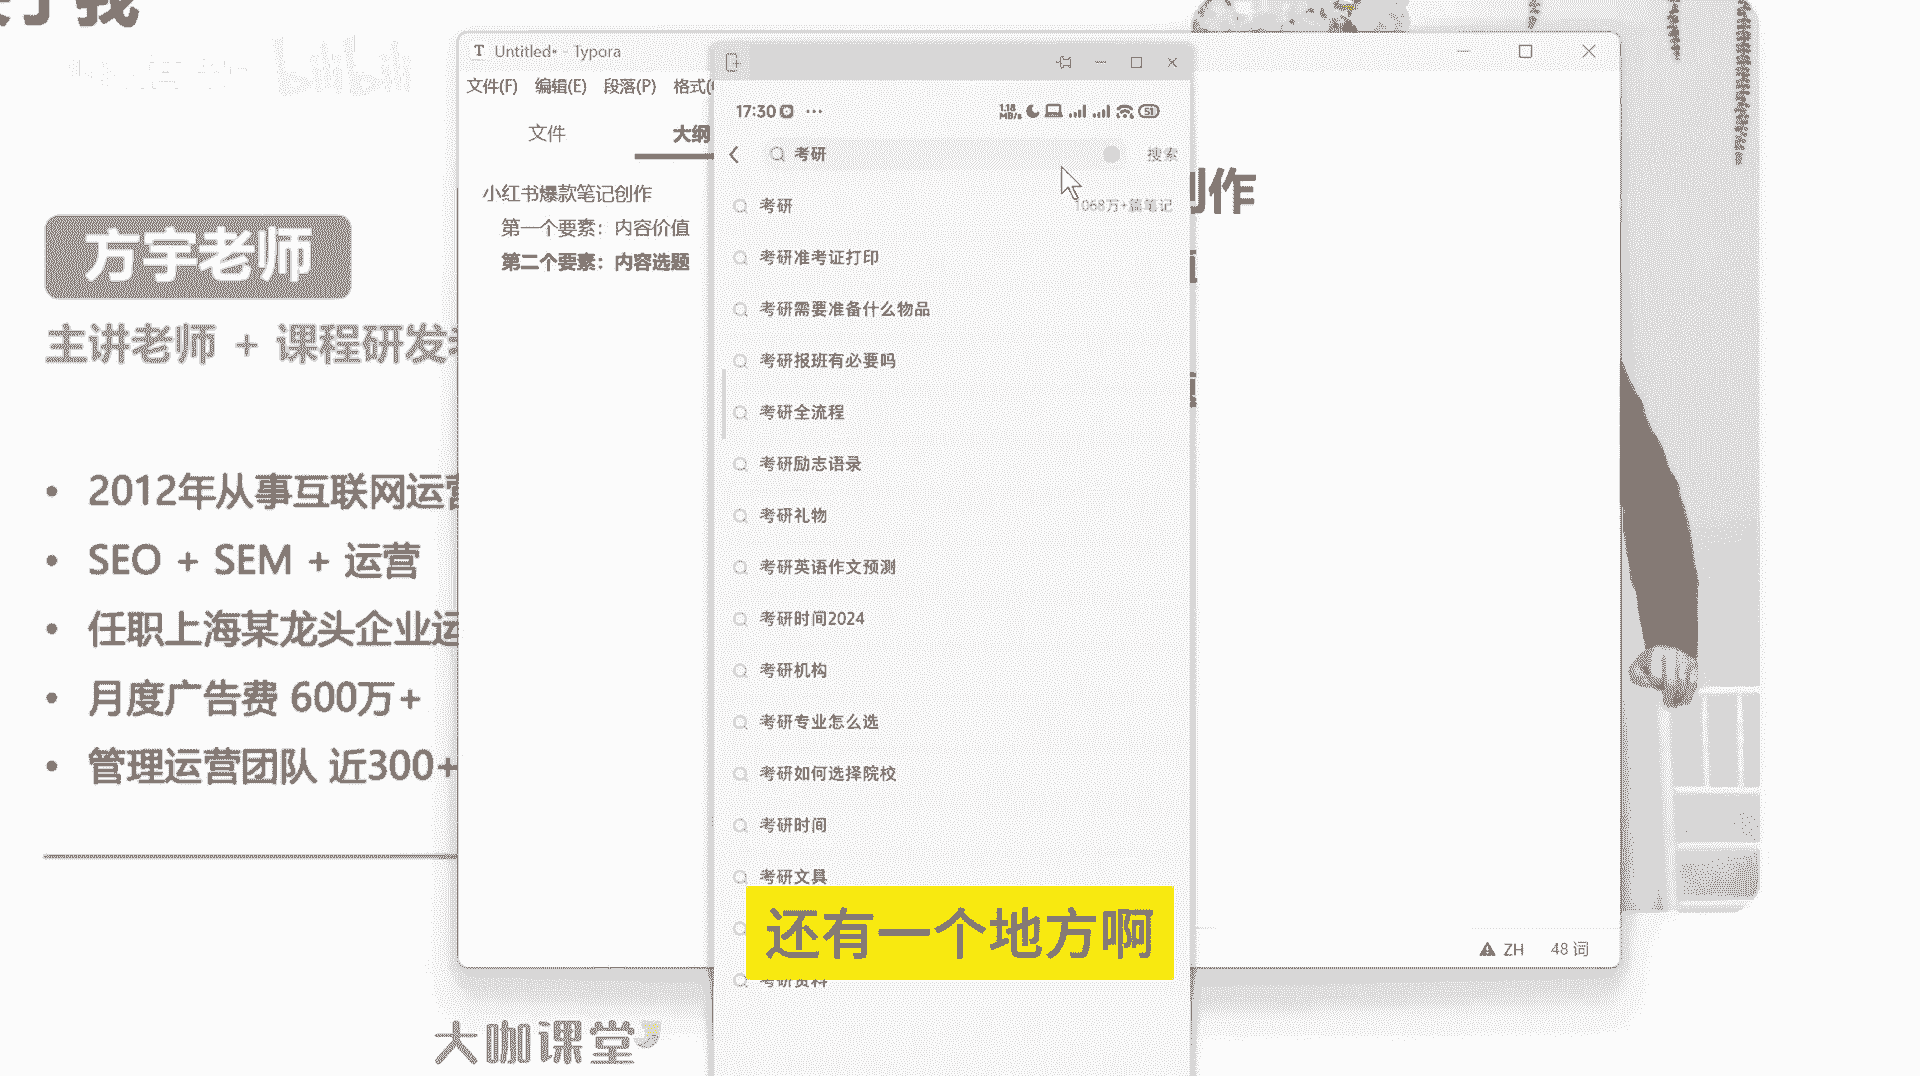 我
bilibili
方宇老师
主讲老师 + 课程研发
• 2012年从事互联网运营
• SEO + SEM + 运营
• 任职上海某龙头企业运
• 月度广告费 600万+
• 管理运营团队 近300+
大咖课堂
Untitled• - Typora
文件(F) 编辑(E) 段落(P) 格式(
文件
大纲
小红书爆款笔记创作
第一个要素：内容价值
第二个要素：内容选题
创作
ZH 48 词
17:30 ···
1.18 MB/s
51
考研
搜索
考研
1068万+篇笔记
考研准考证打印
考研需要准备什么物品
考研报班有必要吗
考研全流程
考研励志语录
考研礼物
考研英语作文预测
考研时间2024
考研机构
考研专业怎么选
考研如何选择院校
考研时间
考研文具
考研资料
还有一个地方啊